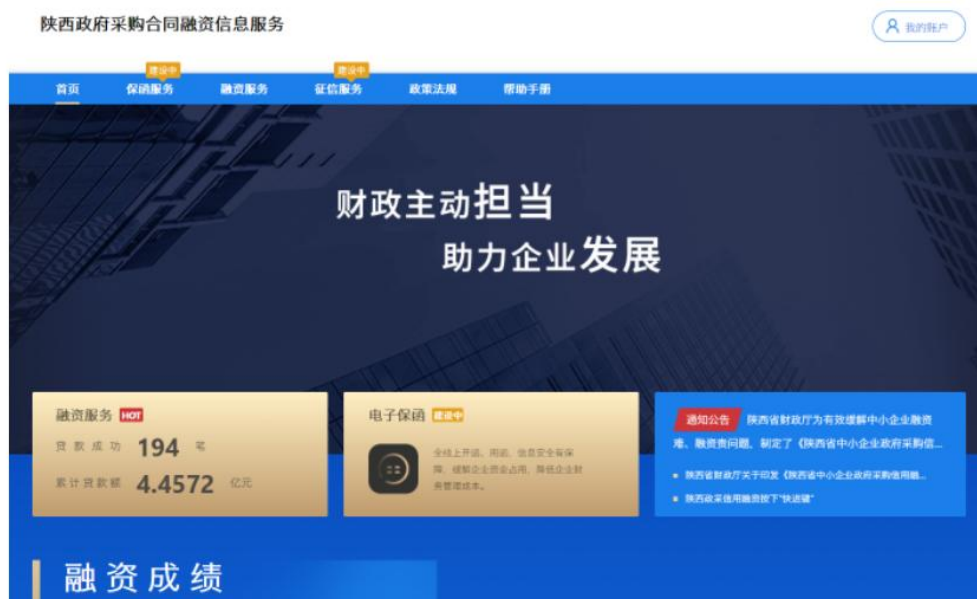 陕西政府采购合同融资信息服务
我的账户
建设中
建设中
首页 保函服务 融资服务 征信服务 政策法规 帮助手册
财政主动担当
助力企业发展
融资服务 HOT
贷款成功 194 笔
累计贷款额 4.4572 亿元
电子保函 建设中
全线上开函、用函，信息安全有保
障，缓解企业资金占用，降低企业财
务管理成本。
通知公告 陕西省财政厅为有效缓解中小企业融资
难、融资贵问题，制定了《陕西省中小企业政府采购信...
陕西省财政厅关于印发《陕西省中小企业政府采购信用融...
陕西政采信用融资按下“快进键”
融资成绩